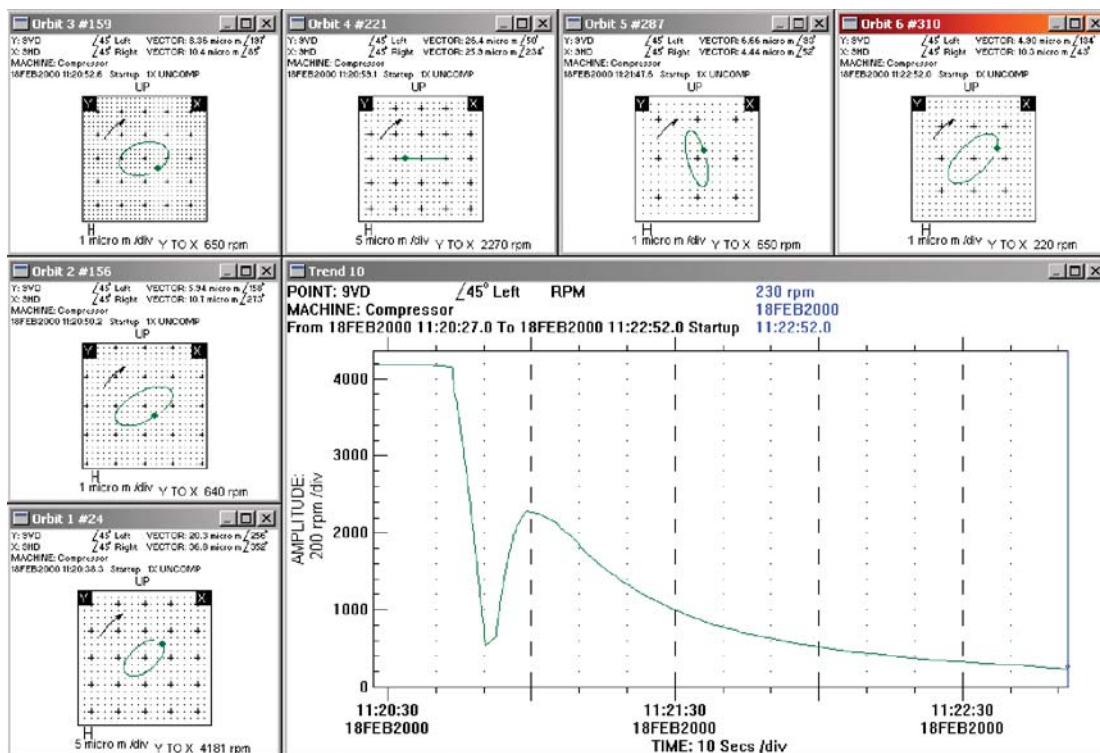 Orbit 3 #159
Y: 9VD ∠45° Left VECTOR: 8.36 micro m ∠197°
X: 9HD ∠45° Right VECTOR: 10.4 micro m ∠85°
MACHINE: Compressor
18FEB2000 11:20:52.6 Startup 1X UNCOMP
UP
Y X
H
1 micro m /div Y TO X 650 rpm
Orbit 4 #221
Y: 9VD ∠45° Left VECTOR: 26.4 micro m ∠50°
X: 9HD ∠45° Right VECTOR: 25.9 micro m ∠234°
MACHINE: Compressor
18FEB2000 11:20:59.1 Startup 1X UNCOMP
UP
Y X
H
5 micro m /div Y TO X 2270 rpm
Orbit 5 #287
Y: 9VD ∠45° Left VECTOR: 6.66 micro m
X: 9HD ∠45° Right VECTOR: 4.44 micro m ∠52°
MACHINE: Compressor
18FEB2000 11:21:47.6 Startup 1X UNCOMP
UP
Y X
H
1 micro m /div Y TO X 650 rpm
Orbit 6 #310
Y: 9VD ∠45° Left VECTOR: 4.90 micro m ∠134°
X: 9HD ∠45° Right VECTOR: 10.3 micro m ∠43°
MACHINE: Compressor
18FEB2000 11:22:52.0 Startup 1X UNCOMP
UP
Y X
H
1 micro m /div Y TO X 220 rpm
Orbit 2 #156
Y: 9VD ∠45° Left VECTOR: 5.94 micro m ∠158°
X: 9HD ∠45° Right VECTOR: 10.7 micro m ∠273°
MACHINE: Compressor
18FEB2000 11:20:50.2 Startup 1X UNCOMP
UP
Y X
H
1 micro m /div Y TO X 640 rpm
Orbit 1 #24
Y: 9VD ∠45° Left VECTOR: 20.3 micro m ∠256°
X: 9HD ∠45° Right VECTOR: 36.8 micro m ∠352°
MACHINE: Compressor
18FEB2000 11:20:38.3 Startup 1X UNCOMP
UP
Y X
H
5 micro m /div Y TO X 4181 rpm
Trend 10
POINT: 9VD ∠45° Left RPM 230 rpm
MACHINE: Compressor 18FEB2000
From 18FEB2000 11:20:27.0 To 18FEB2000 11:22:52.0 Startup 11:22:52.0
AMPLITUDE:
200 rpm /div
4000
3000
2000
1000
0
11:20:30 11:21:30 11:22:30
18FEB2000 18FEB2000 18FEB2000
TIME: 10 Secs /div